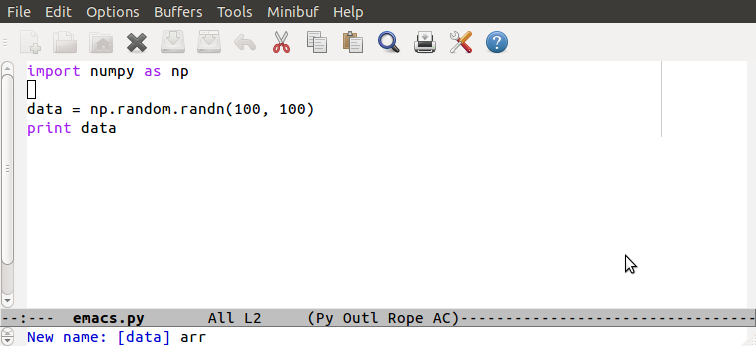 File Edit Options Buffers Tools Minibuf Help
import numpy as np
data = np.random.randn(100, 100)
print data
--:--- emacs.py All L2 (Py Outl Rope AC)---------------------------------
New name: [data] arr